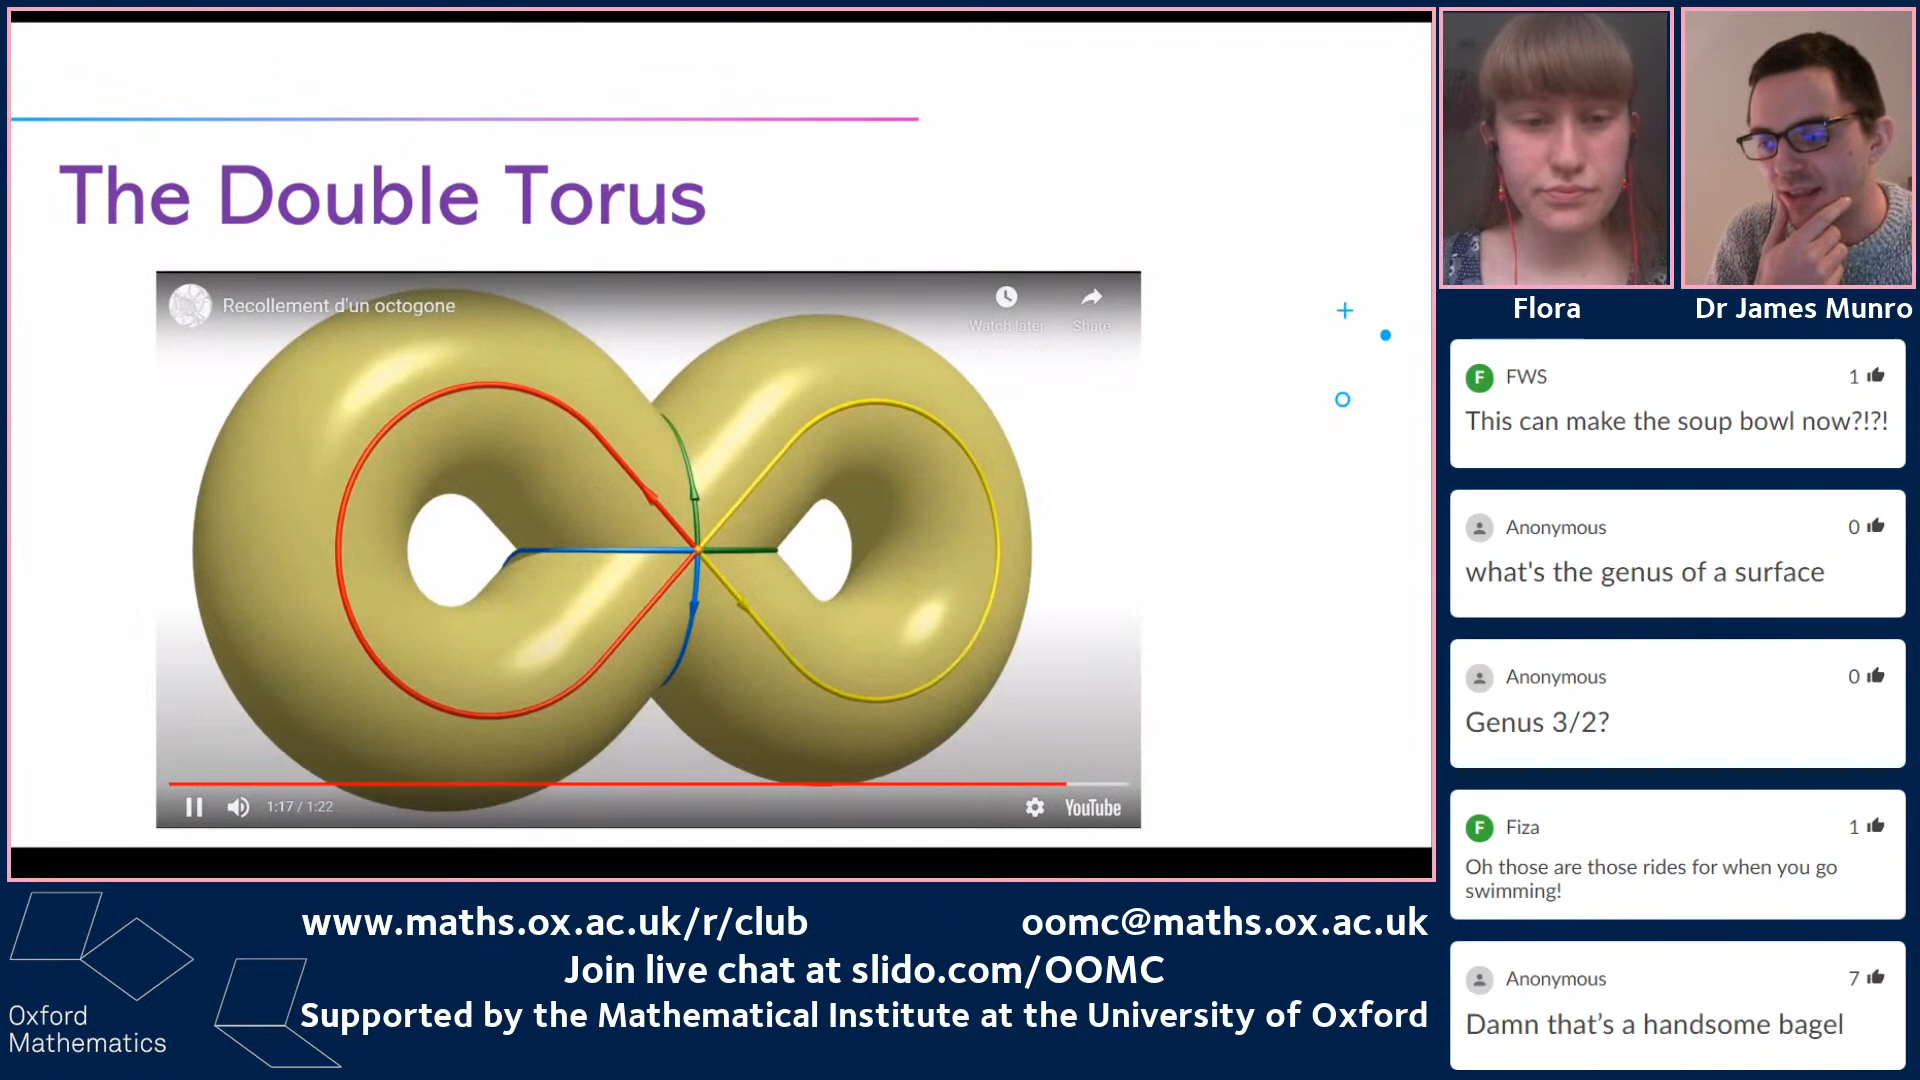 The Double Torus
Recollement d'un octogone
Watch later
Share
1:17 / 1:22
YouTube
Flora
Dr James Munro
F
FWS
1
This can make the soup bowl now?!?!
Anonymous
0
what's the genus of a surface
Anonymous
0
Genus 3/2?
F
Fiza
1
Oh those are those rides for when you go
swimming!
Anonymous
7
Damn that’s a handsome bagel
www.maths.ox.ac.uk/r/club
oomc@maths.ox.ac.uk
Join live chat at slido.com/OOMC
Supported by the Mathematical Institute at the University of Oxford
Oxford
Mathematics